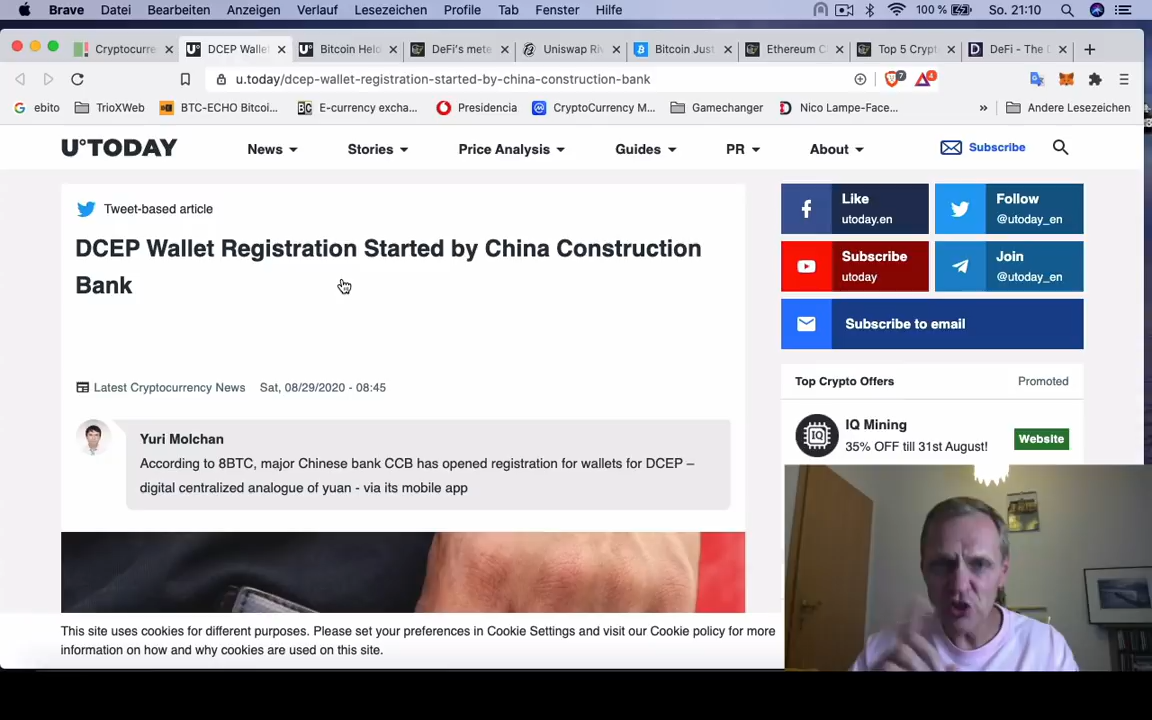 Brave Datei Bearbeiten Anzeigen Verlauf Lesezeichen Profile Tab Fenster Hilfe 100 % So. 21:10
Cryptocurre DCEP Walle Bitcoin Helo DeFi's mete Uniswap Riv Bitcoin Just Ethereum C Top 5 Crypt DeFi - The D
u.today/dcep-wallet-registration-started-by-china-construction-bank 7 4
ebito TrioXWeb BTC-ECHO Bitcoi... E-currency excha... Presidencia CryptoCurrency M... Gamechanger Nico Lampe-Face... » Andere Lesezeichen
U°TODAY News Stories Price Analysis Guides PR About Subscribe
Tweet-based article
DCEP Wallet Registration Started by China Construction
Bank
Latest Cryptocurrency News Sat, 08/29/2020 - 08:45
Yuri Molchan
According to 8BTC, major Chinese bank CCB has opened registration for wallets for DCEP –
digital centralized analogue of yuan - via its mobile app
Like
utoday.en
Follow
@utoday_en
Subscribe
utoday
Join
@utoday_en
Subscribe to email
Top Crypto Offers Promoted
IQ
IQ Mining
35% OFF till 31st August!
Website
This site uses cookies for different purposes. Please set your preferences in Cookie Settings and visit our Cookie policy for more
information on how and why cookies are used on this site.